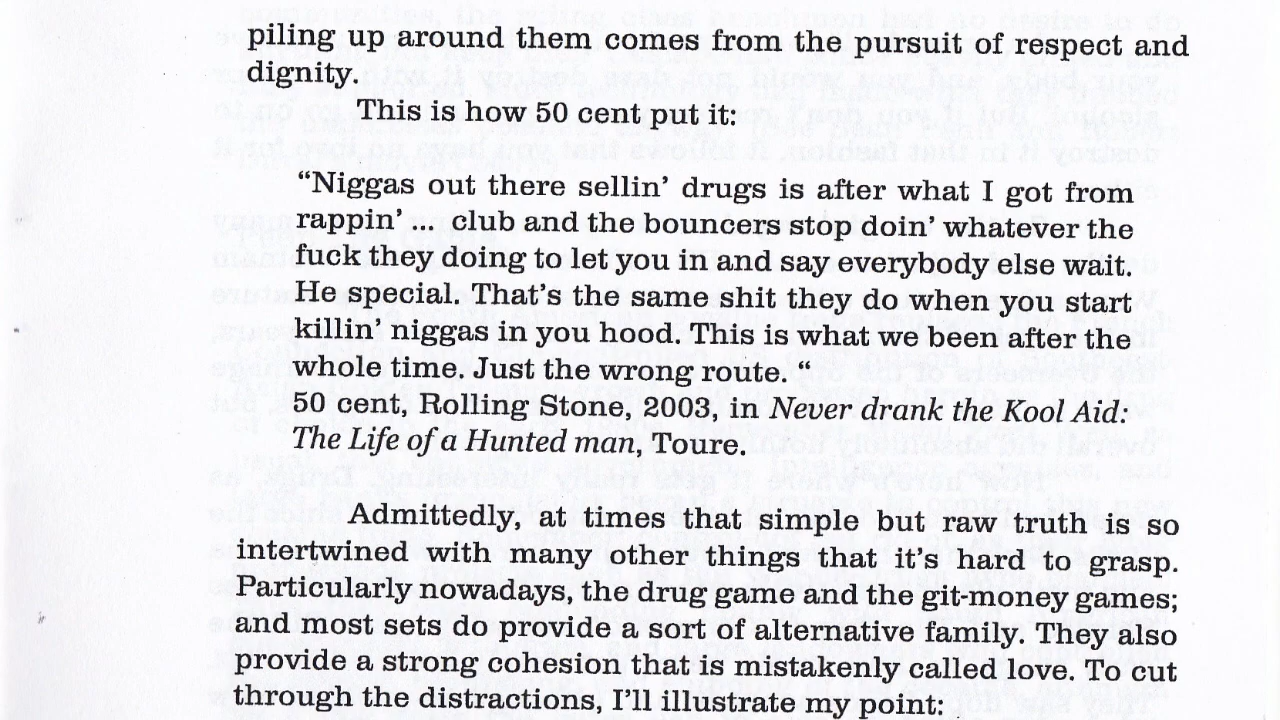 piling up around them comes from the pursuit of respect and
dignity.
This is how 50 cent put it:
“Niggas out there sellin’ drugs is after what I got from
rappin’ ... club and the bouncers stop doin’ whatever the
fuck they doing to let you in and say everybody else wait.
He special. That’s the same shit they do when you start
killin’ niggas in you hood. This is what we been after the
whole time. Just the wrong route. “
50 cent, Rolling Stone, 2003, in Never drank the Kool Aid:
The Life of a Hunted man, Toure.
Admittedly, at times that simple but raw truth is so
intertwined with many other things that it’s hard to grasp.
Particularly nowadays, the drug game and the git-money games;
and most sets do provide a sort of alternative family. They also
provide a strong cohesion that is mistakenly called love. To cut
through the distractions, I’ll illustrate my point: